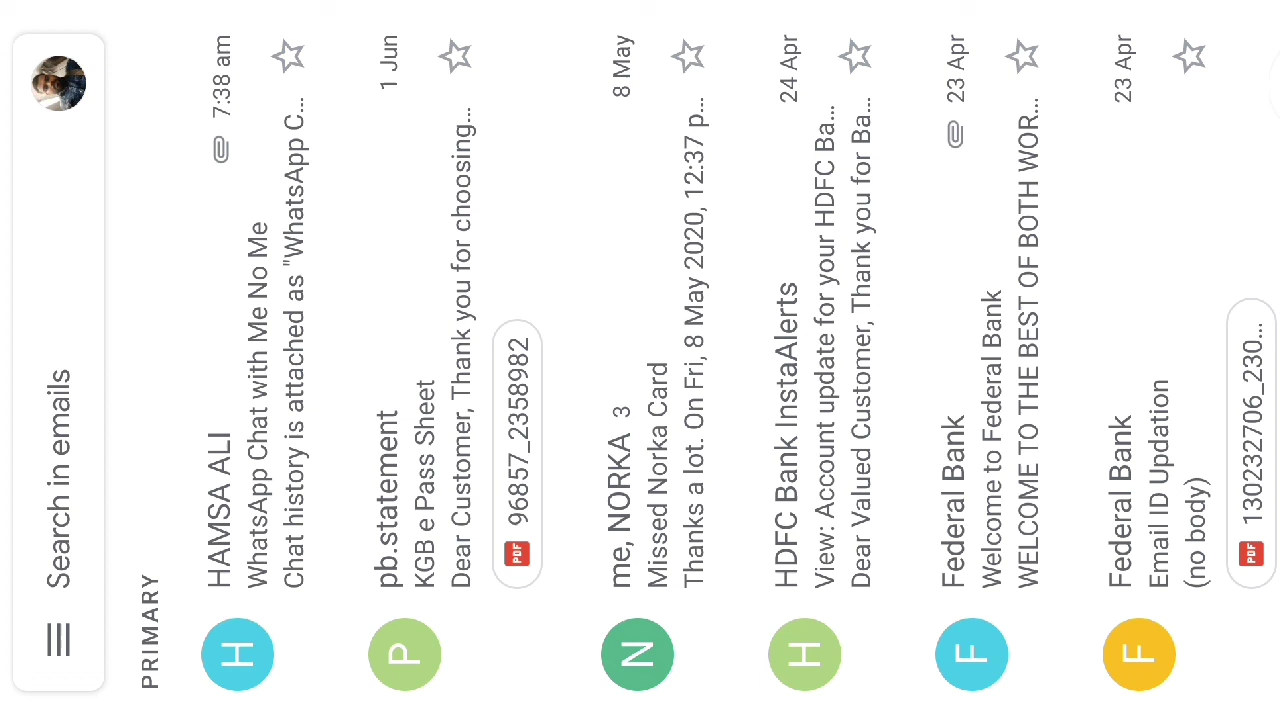 Search in emails
PRIMARY
H
HAMSA ALI
7:38 am
WhatsApp Chat with Me No Me
Chat history is attached as "WhatsApp C...
P
pb.statement
1 Jun
KGB e Pass Sheet
Dear Customer, Thank you for choosing...
PDF 96857_2358982
N
me, NORKA 3
8 May
Missed Norka Card
Thanks a lot. On Fri, 8 May 2020, 12:37 p...
H
HDFC Bank InstaAlerts
24 Apr
View: Account update for your HDFC Ba...
Dear Valued Customer, Thank you for Ba...
F
Federal Bank
23 Apr
Welcome to Federal Bank
WELCOME TO THE BEST OF BOTH WOR...
F
Federal Bank
23 Apr
Email ID Updation
(no body)
PDF 130232706_230...